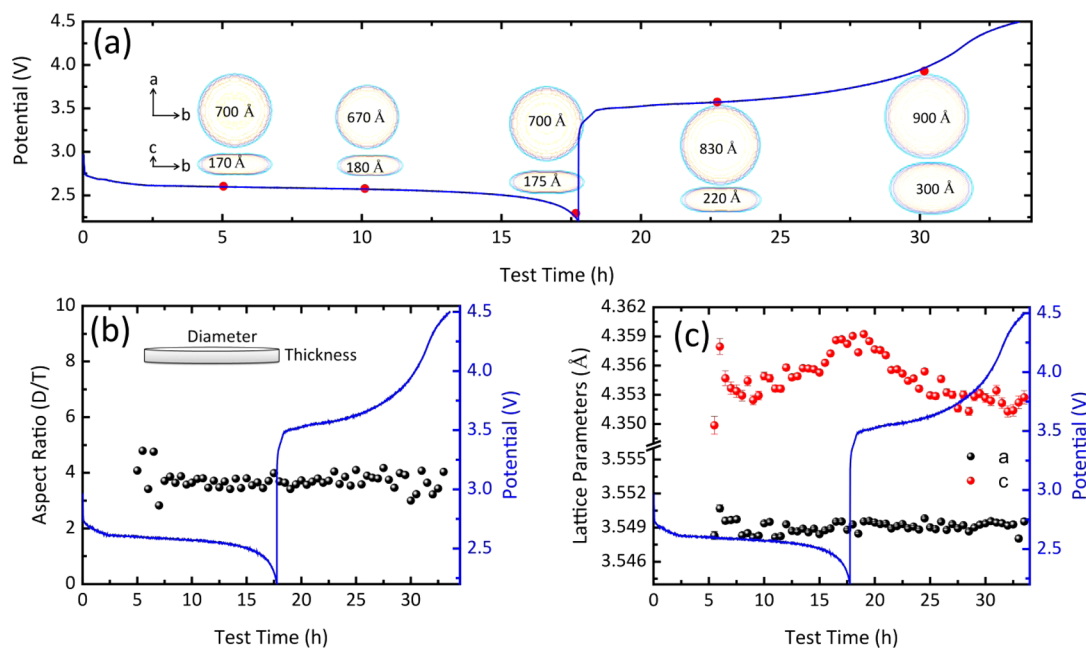 (a)
4.5
4.0
3.5
3.0
2.5
Potential (V)
a
b
c
b
700 Å
170 Å
670 Å
180 Å
700 Å
175 Å
830 Å
220 Å
900 Å
300 Å
0 5 10 15 20 25 30
Test Time (h)
(b)
10
8
6
4
2
0
Aspect Ratio (D/T)
Diameter
Thickness
4.5
4.0
3.5
3.0
2.5
Potential (V)
0 5 10 15 20 25 30
Test Time (h)
(c)
4.362
4.359
4.356
4.353
4.350
3.555
3.552
3.549
3.546
Lattice Parameters (Å)
a
c
4.5
4.0
3.5
3.0
2.5
Potential (V)
0 5 10 15 20 25 30
Test Time (h)